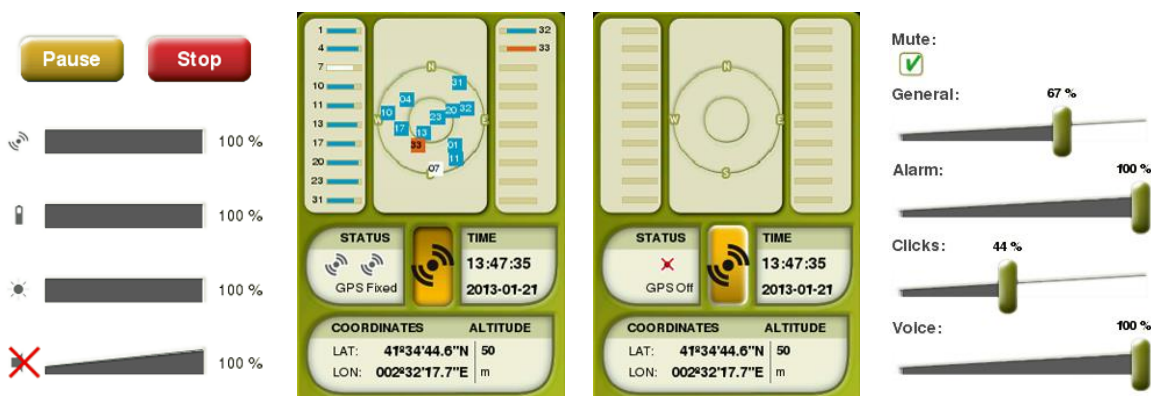 Pause
Stop
100 %
100 %
100 %
100 %
1
4
7
10
11
13
17
20
23
31
32
33
N
W
E
31
04
10
20
32
23
17
13
33
01
11
07
STATUS
GPS Fixed
TIME
13:47:35
2013-01-21
COORDINATES
ALTITUDE
LAT: 41º34'44.6"N
50
LON: 002º32'17.7"E
m
N
W
E
S
STATUS
GPS Off
TIME
13:47:35
2013-01-21
COORDINATES
ALTITUDE
LAT: 41º34'44.6"N
50
LON: 002º32'17.7"E
m
Mute:
General:
67 %
Alarm:
100 %
Clicks:
44 %
Voice:
100 %